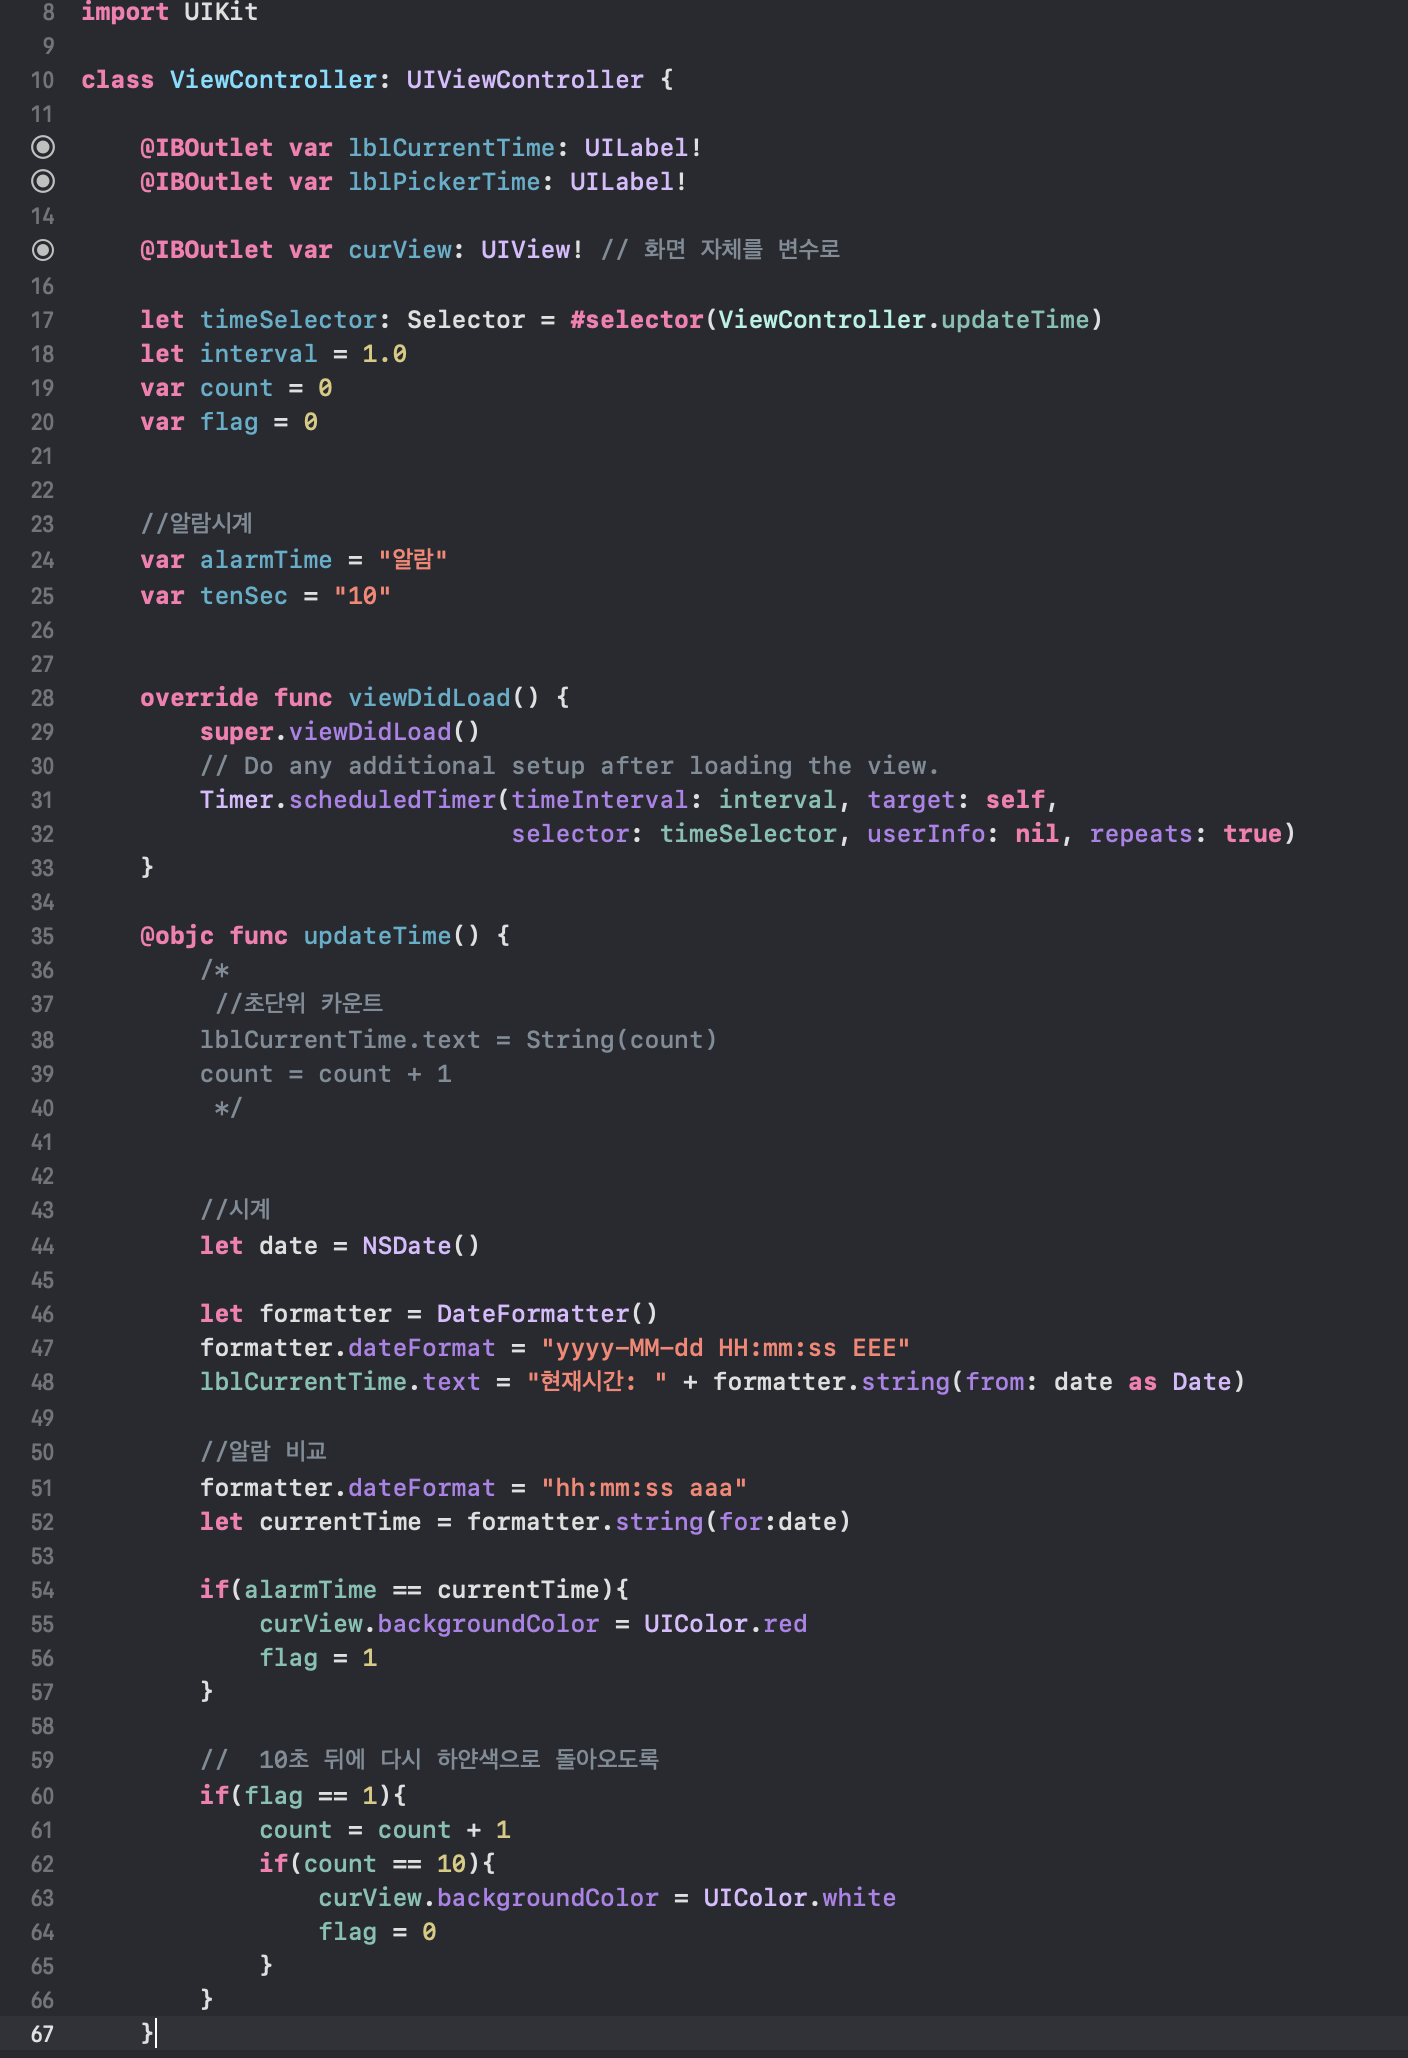 8 import UIKit
9
10 class ViewController: UIViewController {
11
@IBOutlet var lblCurrentTime: UILabel!
@IBOutlet var lblPickerTime: UILabel!
14
@IBOutlet var curView: UIView! // 화면 자체를 변수로
16
17 let timeSelector: Selector = #selector(ViewController.updateTime)
18 let interval = 1.0
19 var count = 0
20 var flag = 0
21
22
23 //알람시계
24 var alarmTime = "알람"
25 var tenSec = "10"
26
27
28 override func viewDidLoad() {
29 super.viewDidLoad()
30 // Do any additional setup after loading the view.
31 Timer.scheduledTimer(timeInterval: interval, target: self,
32 selector: timeSelector, userInfo: nil, repeats: true)
33 }
34
35 @objc func updateTime() {
36 /*
37 //초단위 카운트
38 lblCurrentTime.text = String(count)
39 count = count + 1
40 */
41
42
43 //시계
44 let date = NSDate()
45
46 let formatter = DateFormatter()
47 formatter.dateFormat = "yyyy-MM-dd HH:mm:ss EEE"
48 lblCurrentTime.text = "현재시간: " + formatter.string(from: date as Date)
49
50 //알람 비교
51 formatter.dateFormat = "hh:mm:ss aaa"
52 let currentTime = formatter.string(for:date)
53
54 if(alarmTime == currentTime){
55 curView.backgroundColor = UIColor.red
56 flag = 1
57 }
58
59 //  10초 뒤에 다시 하얀색으로 돌아오도록
60 if(flag == 1){
61 count = count + 1
62 if(count == 10){
63 curView.backgroundColor = UIColor.white
64 flag = 0
65 }
66 }
67 }